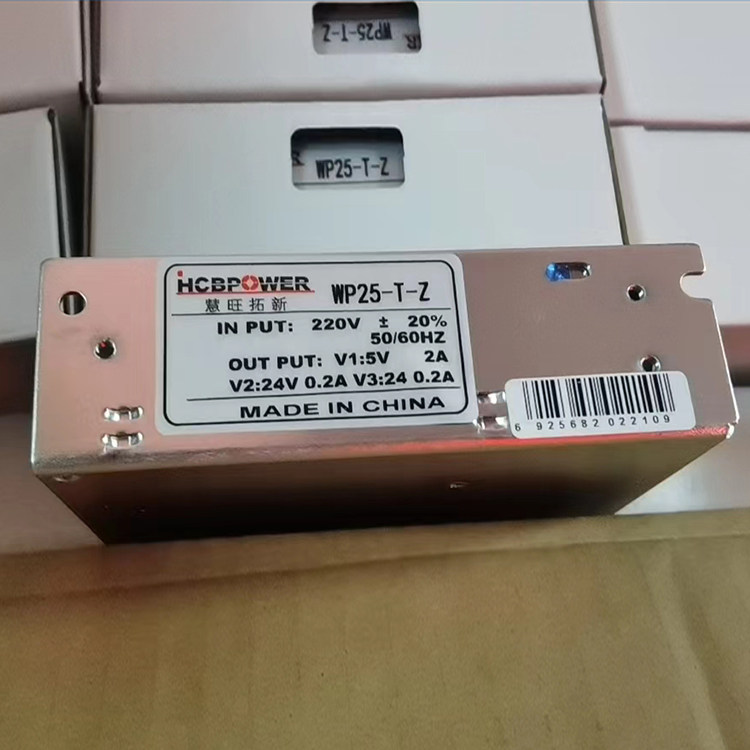 WP25-T-Z
WP25-T-Z
HCBPOWER WP25-T-Z
慧旺拓新
IN PUT: 220V ± 20%
50/60HZ
OUT PUT: V1:5V 2A
V2:24V 0.2A V3:24 0.2A
MADE IN CHINA
6 925682 022109